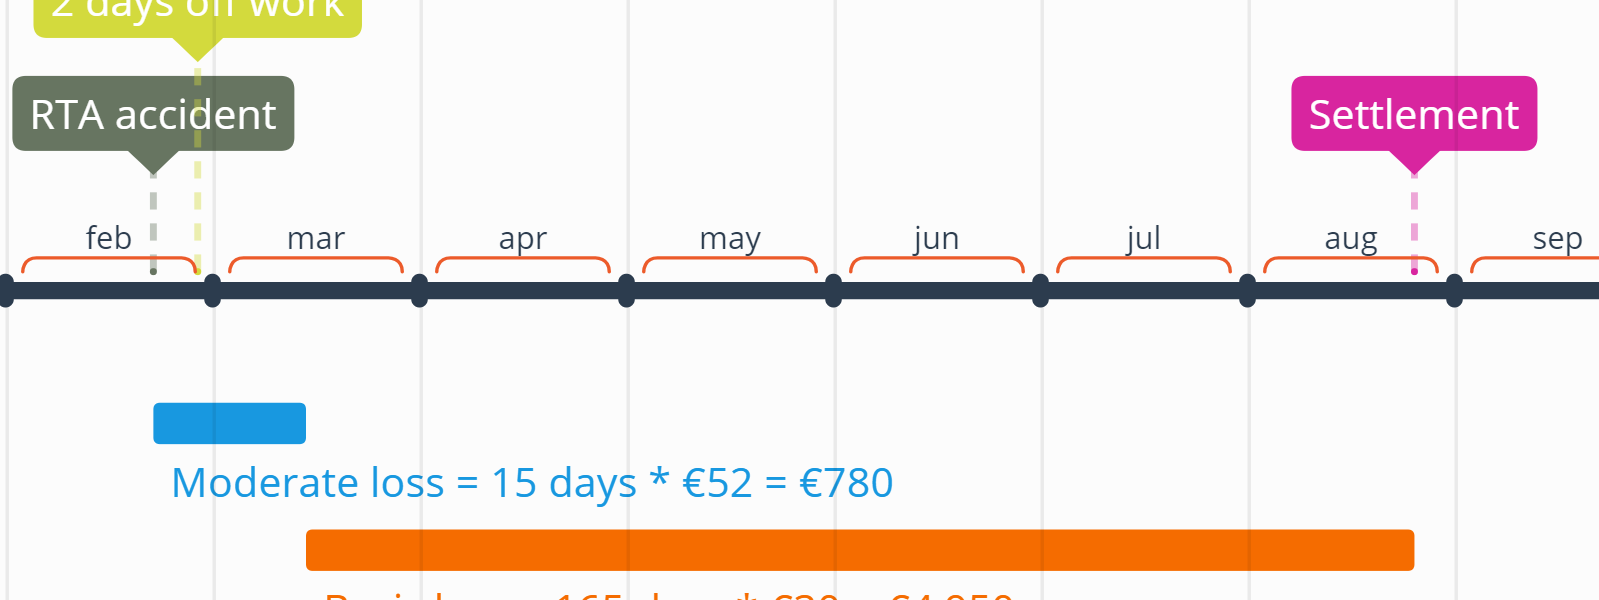 2 days off work
RTA accident
Settlement
feb mar apr may jun jul aug sep
Moderate loss = 15 days * €52 = €780